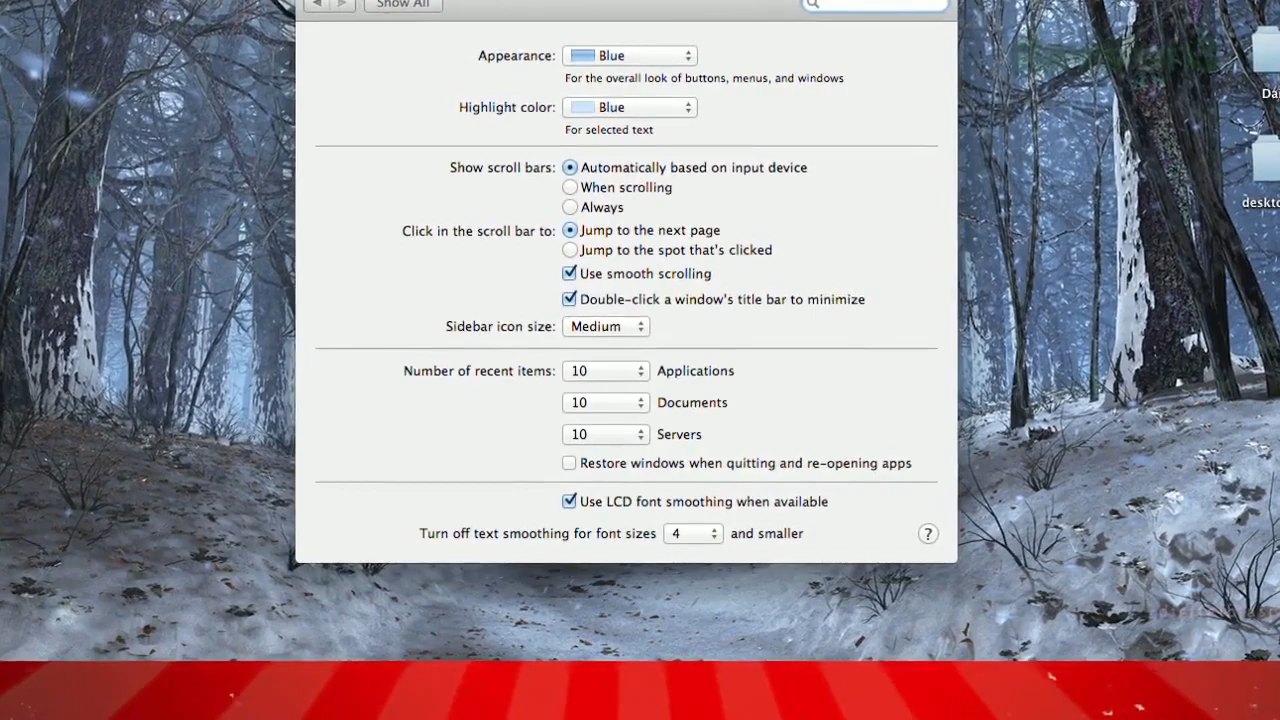 Show All
Appearance: Blue
For the overall look of buttons, menus, and windows
Highlight color: Blue
For selected text
Show scroll bars: Automatically based on input device
When scrolling
Always
Click in the scroll bar to: Jump to the next page
Jump to the spot that's clicked
Use smooth scrolling
Double-click a window's title bar to minimize
Sidebar icon size: Medium
Number of recent items: 10 Applications
10 Documents
10 Servers
Restore windows when quitting and re-opening apps
Use LCD font smoothing when available
Turn off text smoothing for font sizes 4 and smaller ?